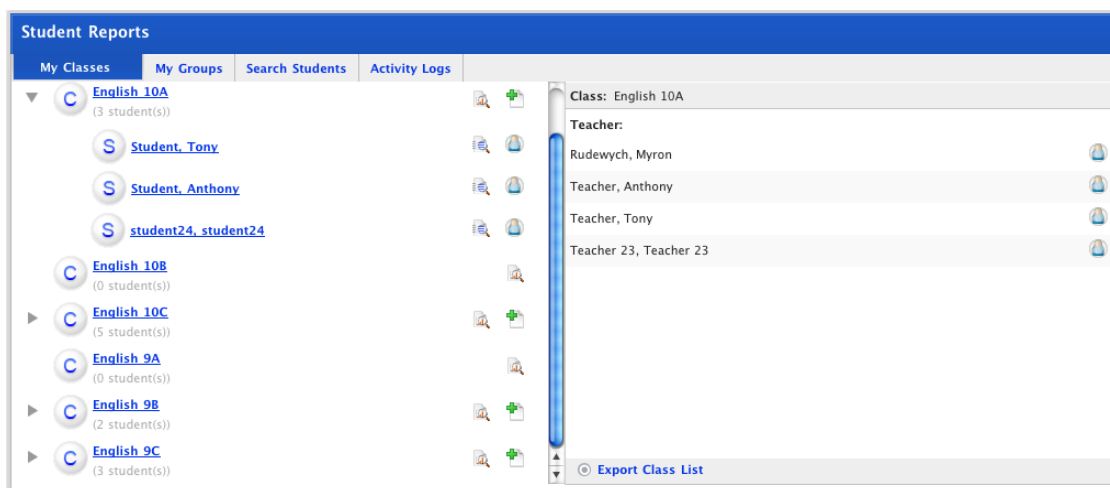 Student Reports
My Classes My Groups Search Students Activity Logs
C English 10A
(3 student(s))
S Student, Tony
S Student, Anthony
S student24, student24
C English 10B
(0 student(s))
C English 10C
(5 student(s))
C English 9A
(0 student(s))
C English 9B
(2 student(s))
C English 9C
(3 student(s))
Class: English 10A
Teacher:
Rudewych, Myron
Teacher, Anthony
Teacher, Tony
Teacher 23, Teacher 23
Export Class List